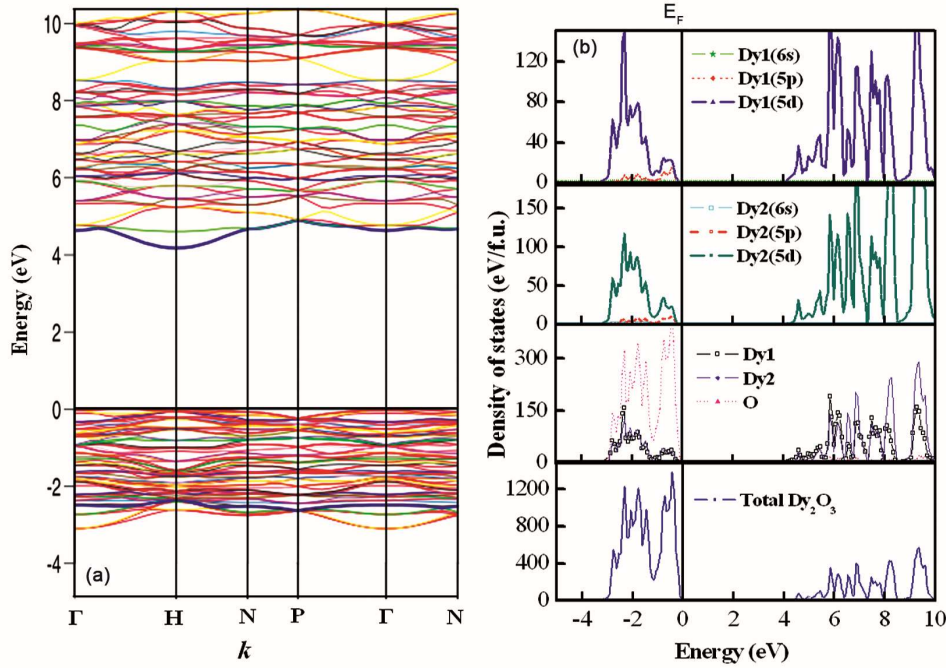 10
8
6
4
2
0
-2
-4
Energy (eV)
(a)
Γ
H
N
P
Γ
N
k
E_F
(b)
Density of states (eV/f.u.)
120
80
40
0
Dy1(6s)
Dy1(5p)
Dy1(5d)
150
100
50
0
Dy2(6s)
Dy2(5p)
Dy2(5d)
300
150
0
Dy1
Dy2
O
1200
800
400
0
Total Dy₂O₃
-4
-2
0
2
4
6
8
10
Energy (eV)